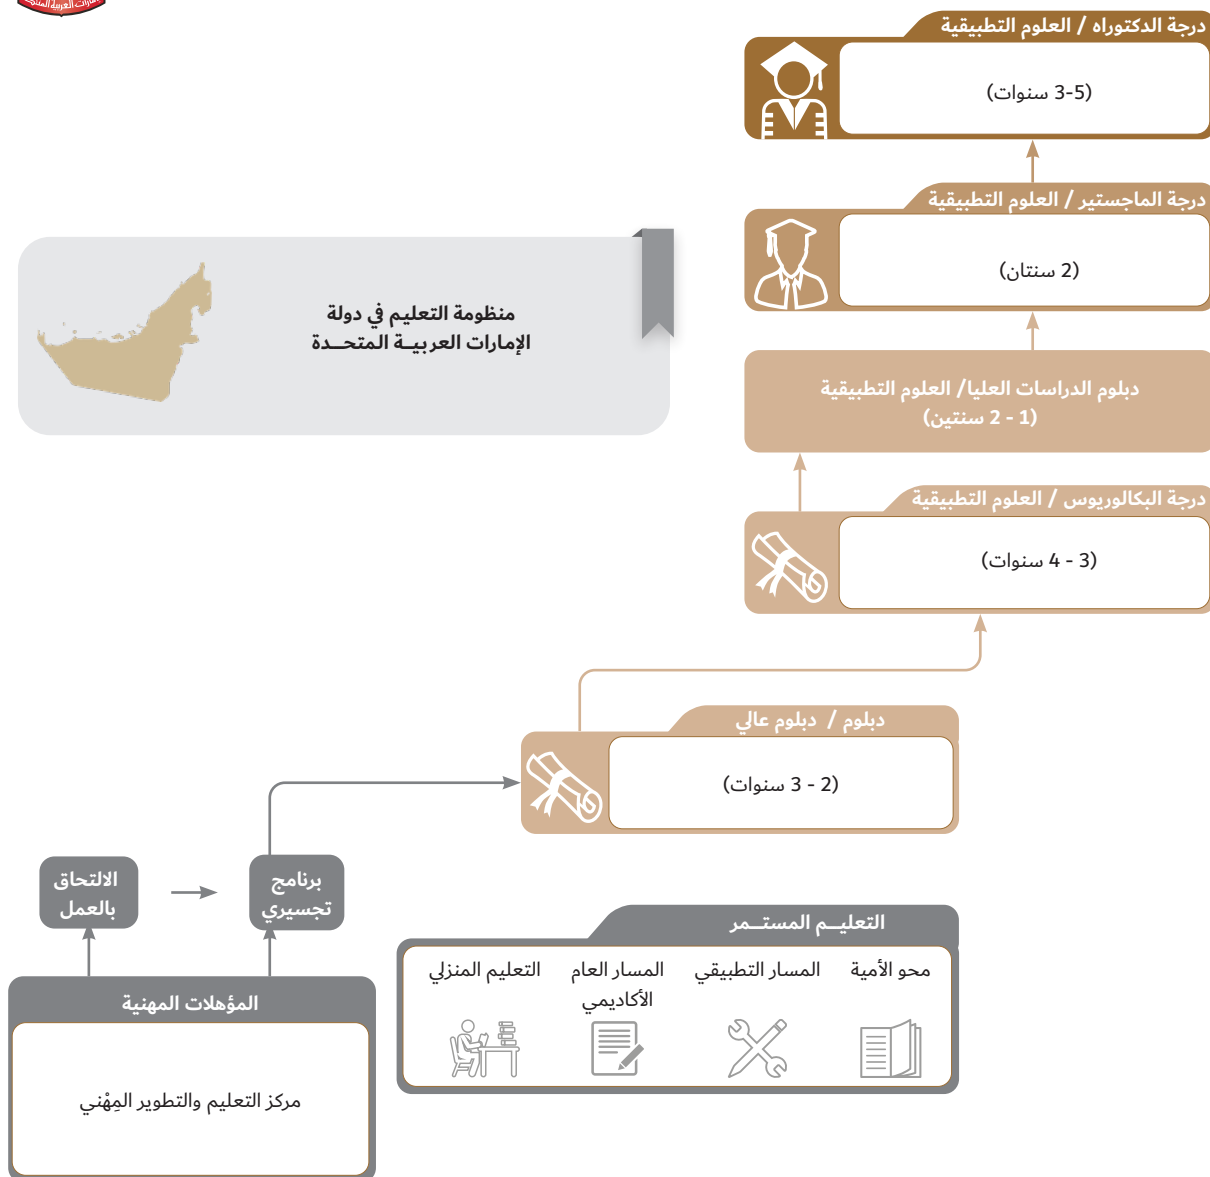 الإمارات العربية المتحدة
درجة الدكتوراه / العلوم التطبيقية
(3-5 سنوات)
درجة الماجستير / العلوم التطبيقية
(2 سنتان)
منظومة التعليم في دولة
الإمارات العربيــة المتحــدة
دبلوم الدراسات العليا/ العلوم التطبيقية
(1 - 2 سنتين)
درجة البكالوريوس / العلوم التطبيقية
(3 - 4 سنوات)
دبلوم / دبلوم عالي
(2 - 3 سنوات)
برنامج
تجسيري
الالتحاق
بالعمل
التعليــم المستــمر
محو الأمية
المسار التطبيقي
المسار العام
الأكاديمي
التعليم المنزلي
المؤهلات المهنية
مركز التعليم والتطوير المِهْني